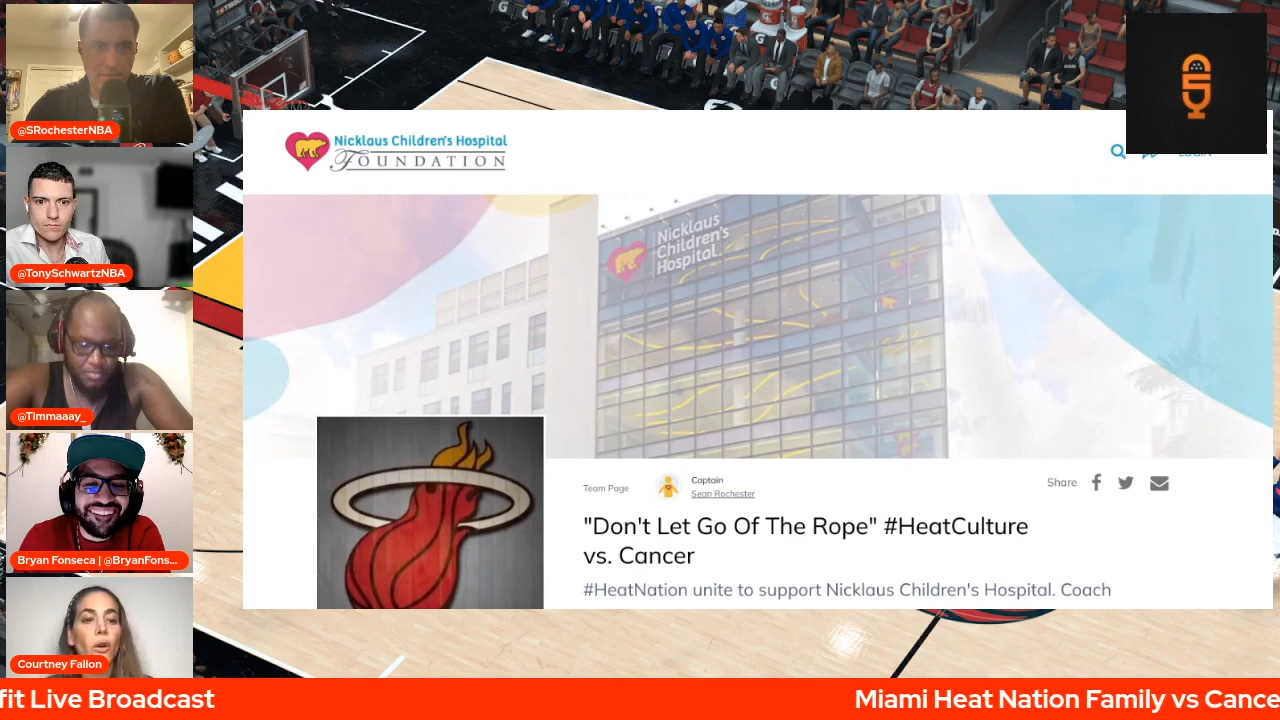 @SRochesterNBA
@TonySchwartzNBA
@Timmaaay_
Bryan Fonseca | @BryanFons...
Courtney Fallon
Nicklaus Children's Hospital
FOUNDATION
LOGIN
Nicklaus
Children's
Hospital
Team Page
Captain
Sean Rochester
Share
"Don't Let Go Of The Rope" #HeatCulture
vs. Cancer
#HeatNation unite to support Nicklaus Children's Hospital. Coach
fit Live Broadcast
Miami Heat Nation Family vs Cance